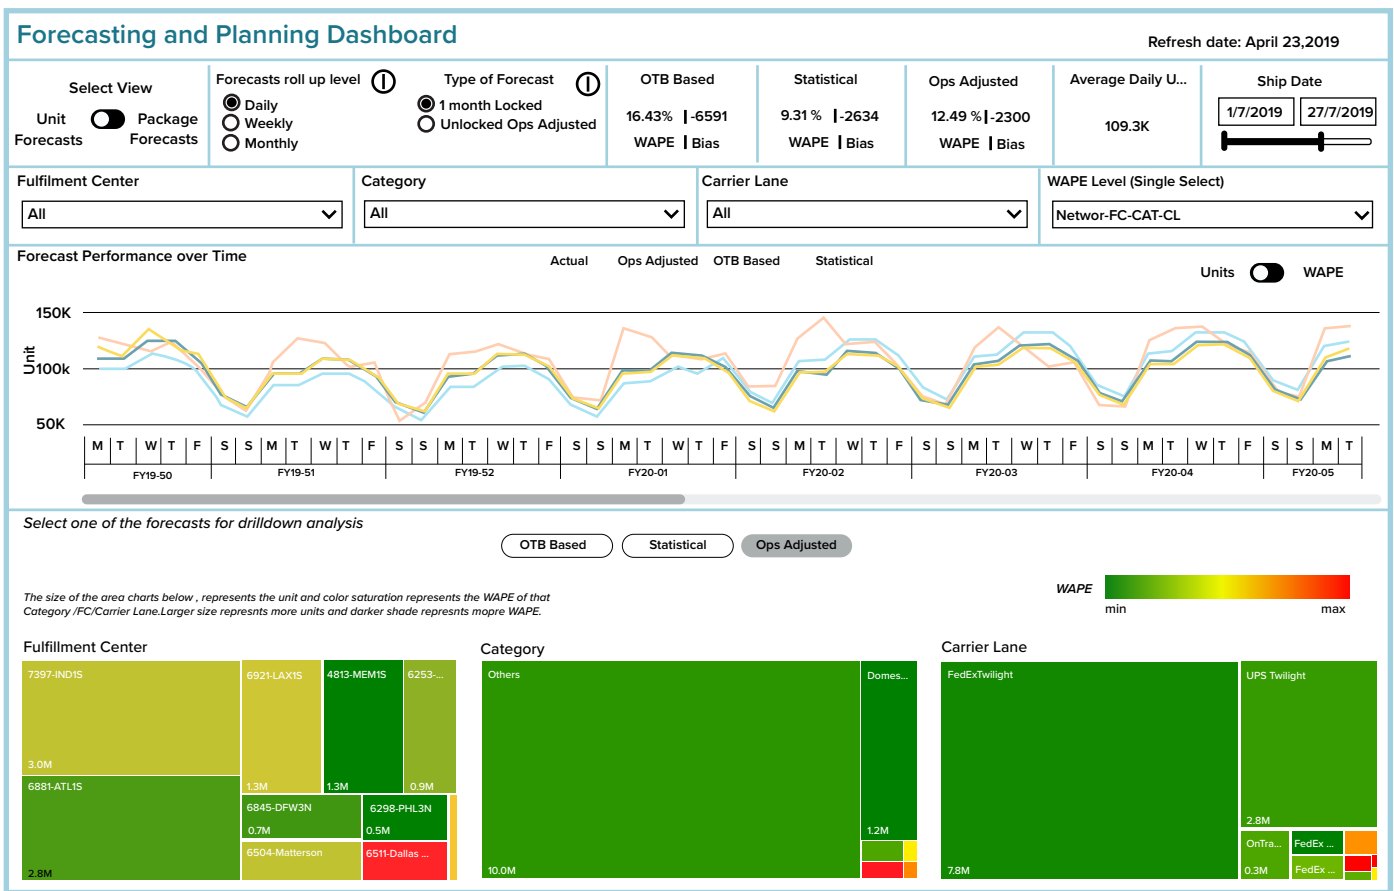 Forecasting and Planning Dashboard
Refresh date: April 23,2019
Select View
Unit Forecasts
Package Forecasts
Forecasts roll up level
Daily
Weekly
Monthly
Type of Forecast
1 month Locked
Unlocked Ops Adjusted
OTB Based
16.43% -6591
WAPE Bias
Statistical
9.31 % -2634
WAPE Bias
Ops Adjusted
12.49 % -2300
WAPE Bias
Average Daily U...
109.3K
Ship Date
1/7/2019 27/7/2019
Fulfilment Center
All
Category
All
Carrier Lane
All
WAPE Level (Single Select)
Networ-FC-CAT-CL
Forecast Performance over Time
Actual Ops Adjusted OTB Based Statistical
Units WAPE
Unit
150K
100k
50K
M T W T F S S M T W T F S S M T W T F S S M T W T F S S M T W T F S S M T W T F S S M T W T F S S M T
FY19-50 FY19-51 FY19-52 FY20-01 FY20-02 FY20-03 FY20-04 FY20-05
Select one of the forecasts for drilldown analysis
OTB Based Statistical Ops Adjusted
The size of the area charts below , represents the unit and color saturation represents the WAPE of that
Category /FC/Carrier Lane.Larger size represnts more units and darker shade represnts mopre WAPE.
WAPE
min max
Fulfillment Center
7397-IND1S
3.0M
6881-ATL1S
2.8M
6921-LAX1S
1.3M
4813-MEM1S
1.3M
6253-...
0.9M
6845-DFW3N
0.7M
6298-PHL3N
0.5M
6504-Matterson
6511-Dallas ...
Category
Others
10.0M
Domes...
1.2M
Carrier Lane
FedExTwilight
7.8M
UPS Twilight
2.8M
OnTra...
0.3M
FedEx ...
FedEx ...